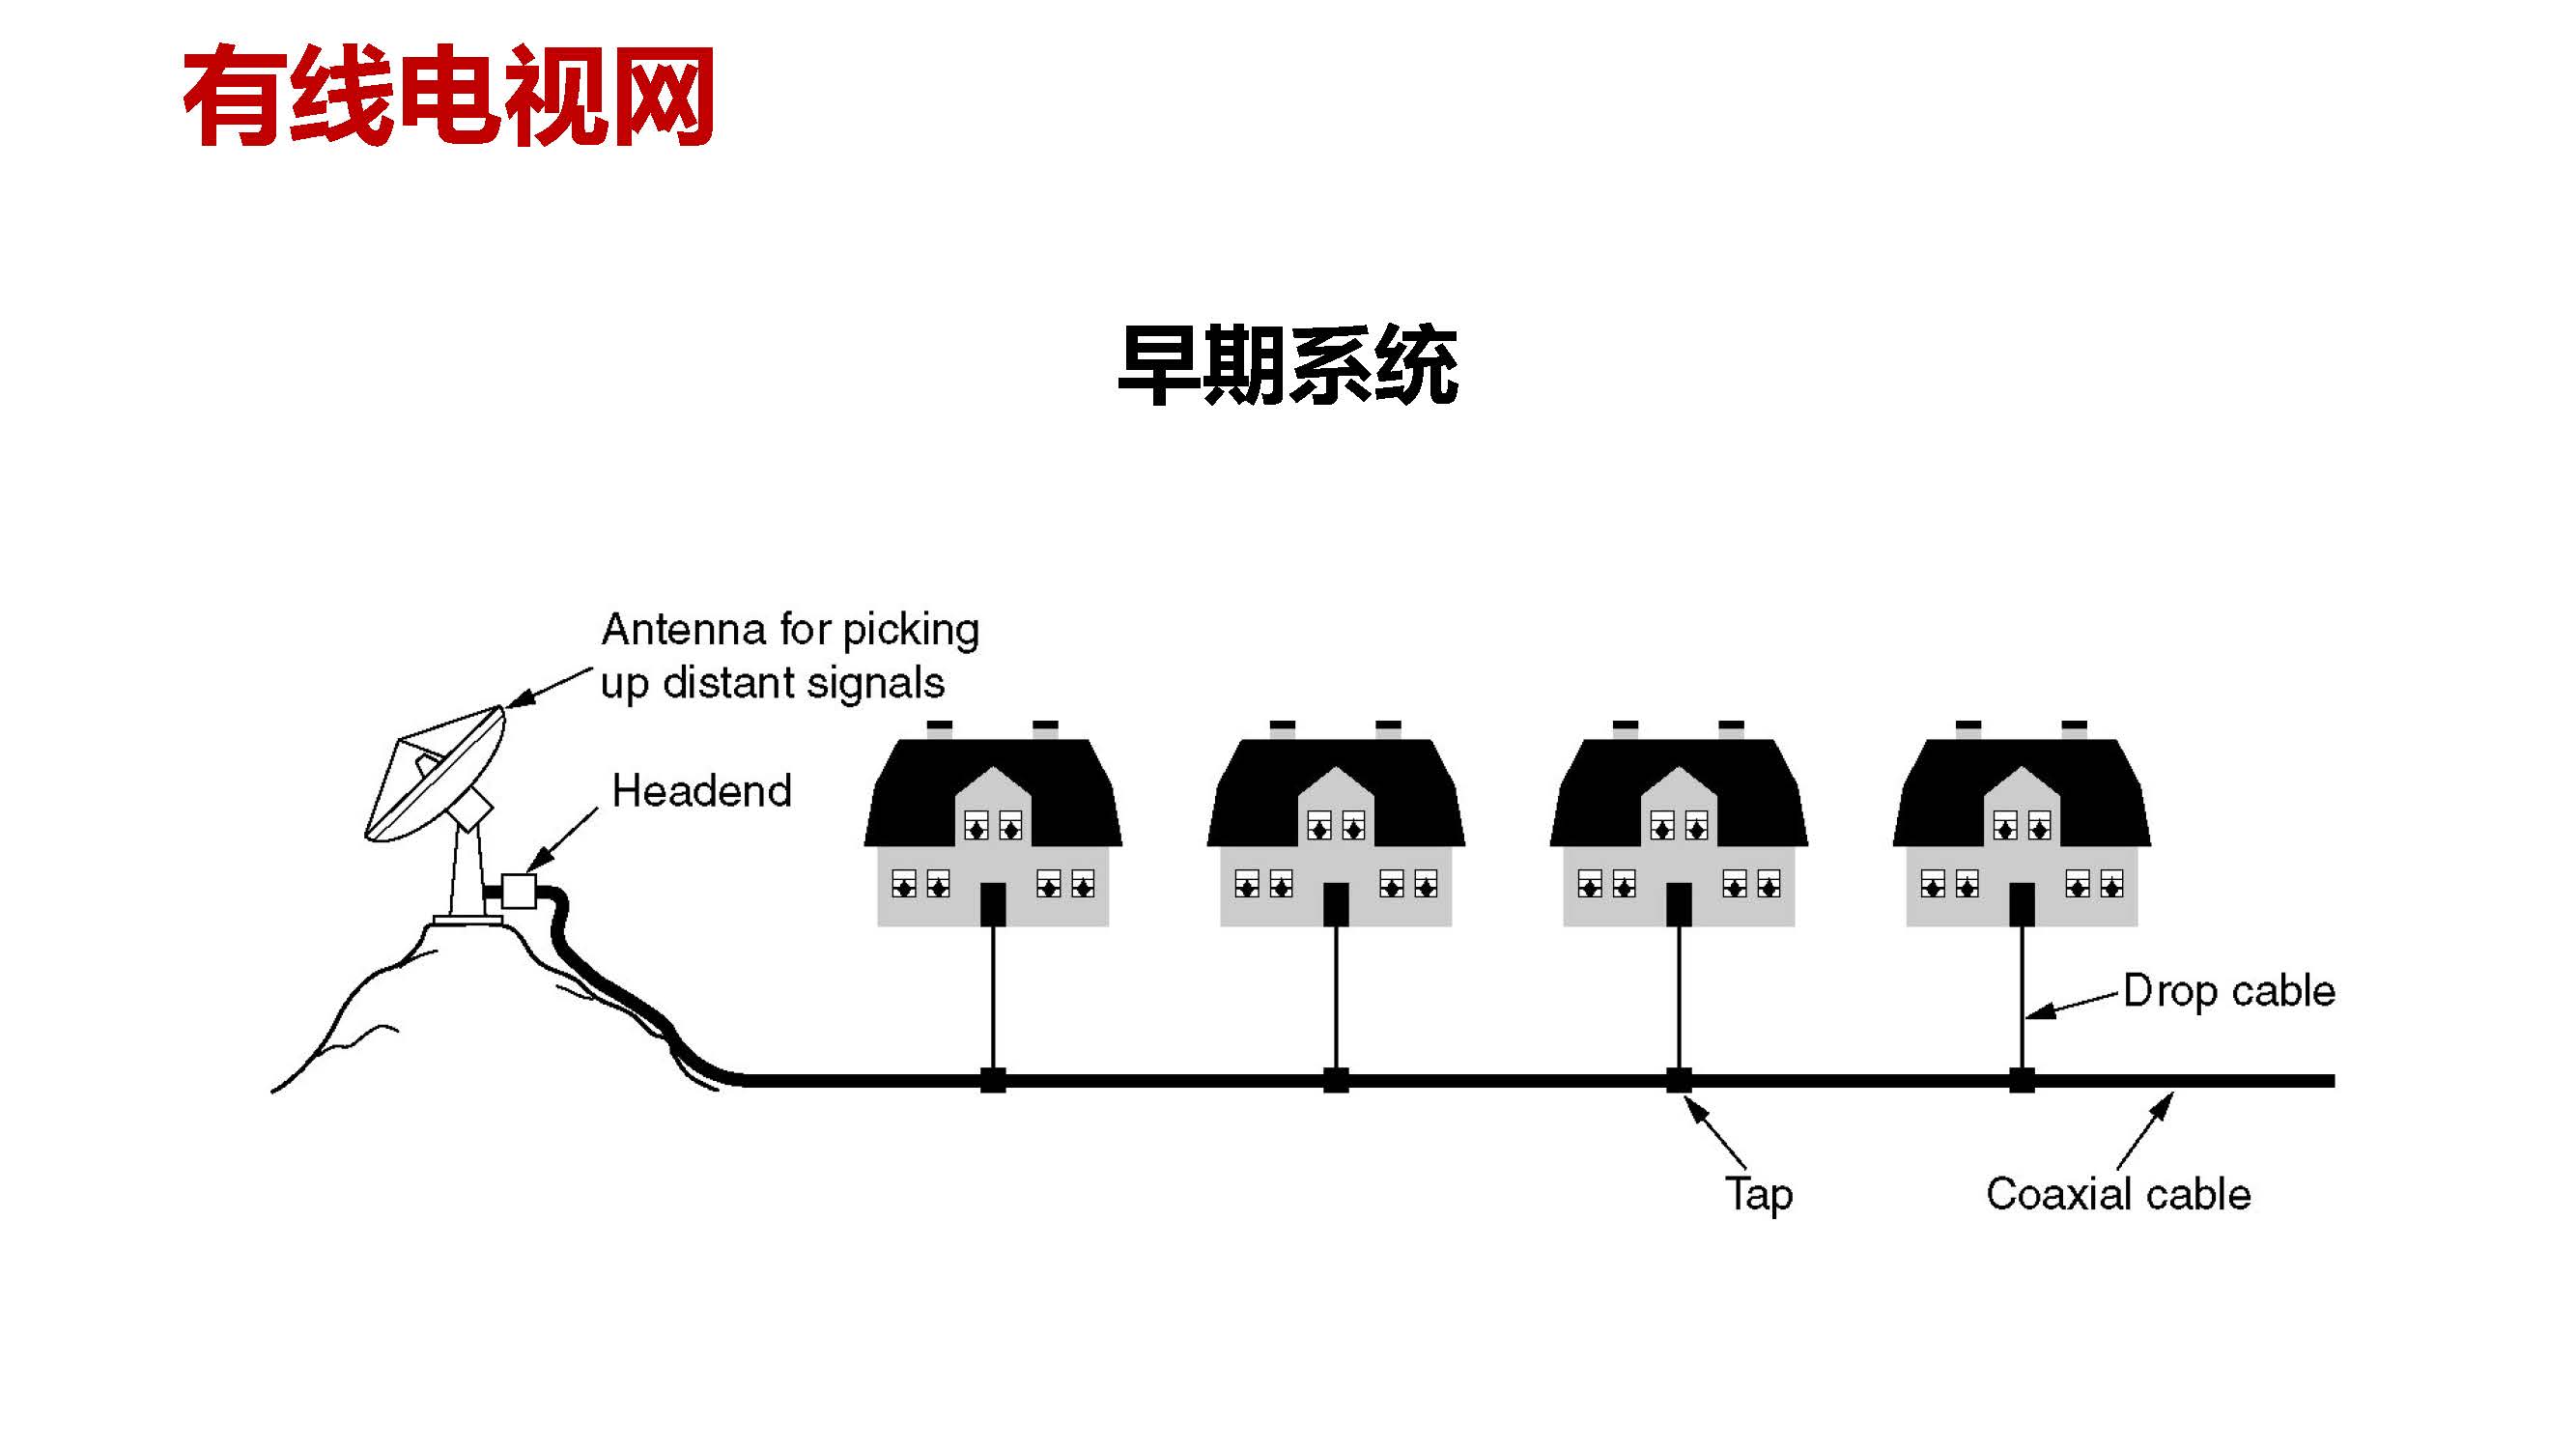 有线电视网
早期系统
Antenna for picking
up distant signals
Headend
Drop cable
Tap
Coaxial cable